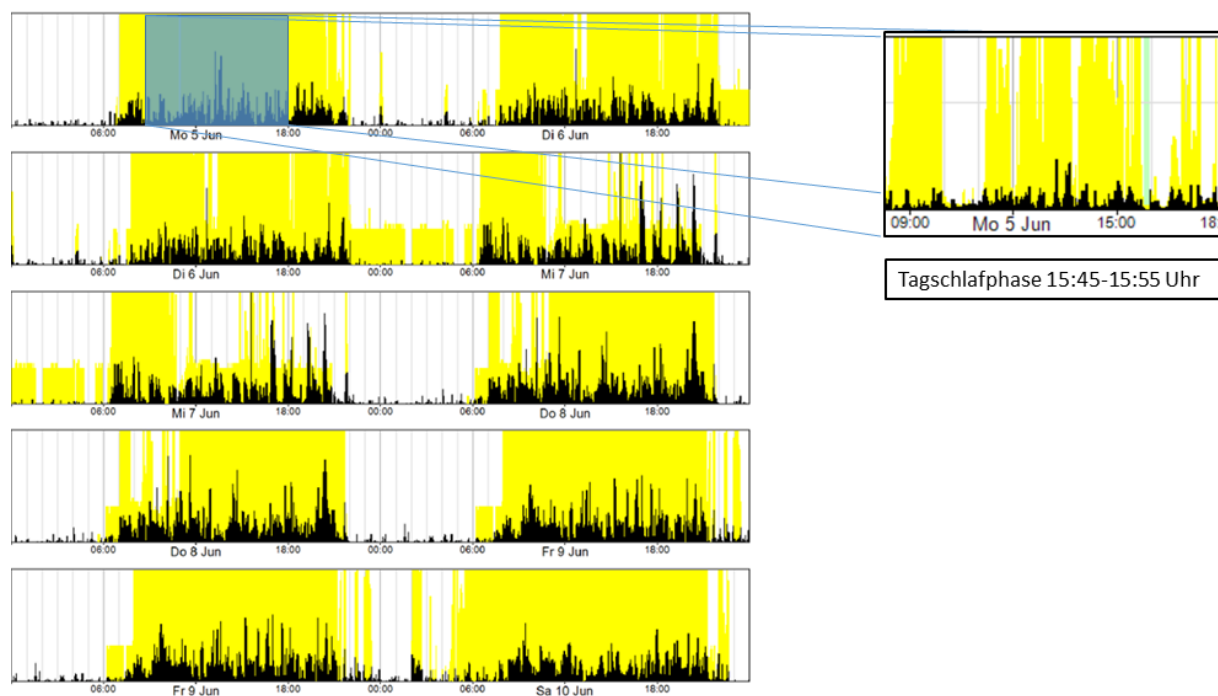 06:00 Mo 5 Jun 18:00 00:00 06:00 Di 6 Jun 18:00
09:00 Mo 5 Jun 15:00 18:
Tagschlafphase 15:45-15:55 Uhr
06:00 Di 6 Jun 18:00 00:00 06:00 Mi 7 Jun 18:00
06:00 Mi 7 Jun 18:00 00:00 06:00 Do 8 Jun 18:00
06:00 Do 8 Jun 18:00 00:00 06:00 Fr 9 Jun 18:00
06:00 Fr 9 Jun 18:00 00:00 06:00 Sa 10 Jun 18:00